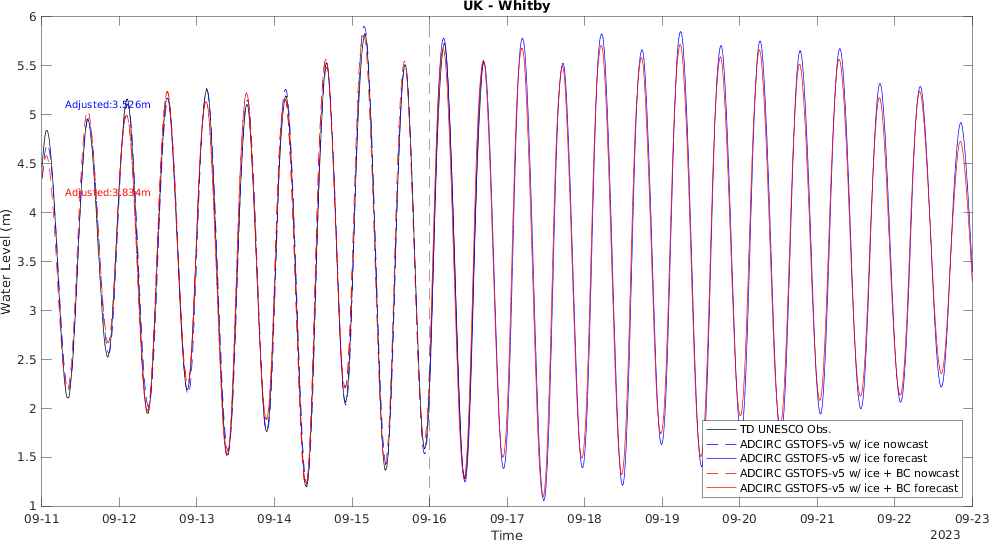 UK - Whitby
6
5.5
5
4.5
4
3.5
3
2.5
2
1.5
1
Water Level (m)
Adjusted:3.526m
Adjusted:3.834m
TD UNESCO Obs.
ADCIRC GSTOFS-v5 w/ ice nowcast
ADCIRC GSTOFS-v5 w/ ice forecast
ADCIRC GSTOFS-v5 w/ ice + BC nowcast
ADCIRC GSTOFS-v5 w/ ice + BC forecast
09-11 09-12 09-13 09-14 09-15 09-16 09-17 09-18 09-19 09-20 09-21 09-22 09-23
Time
2023